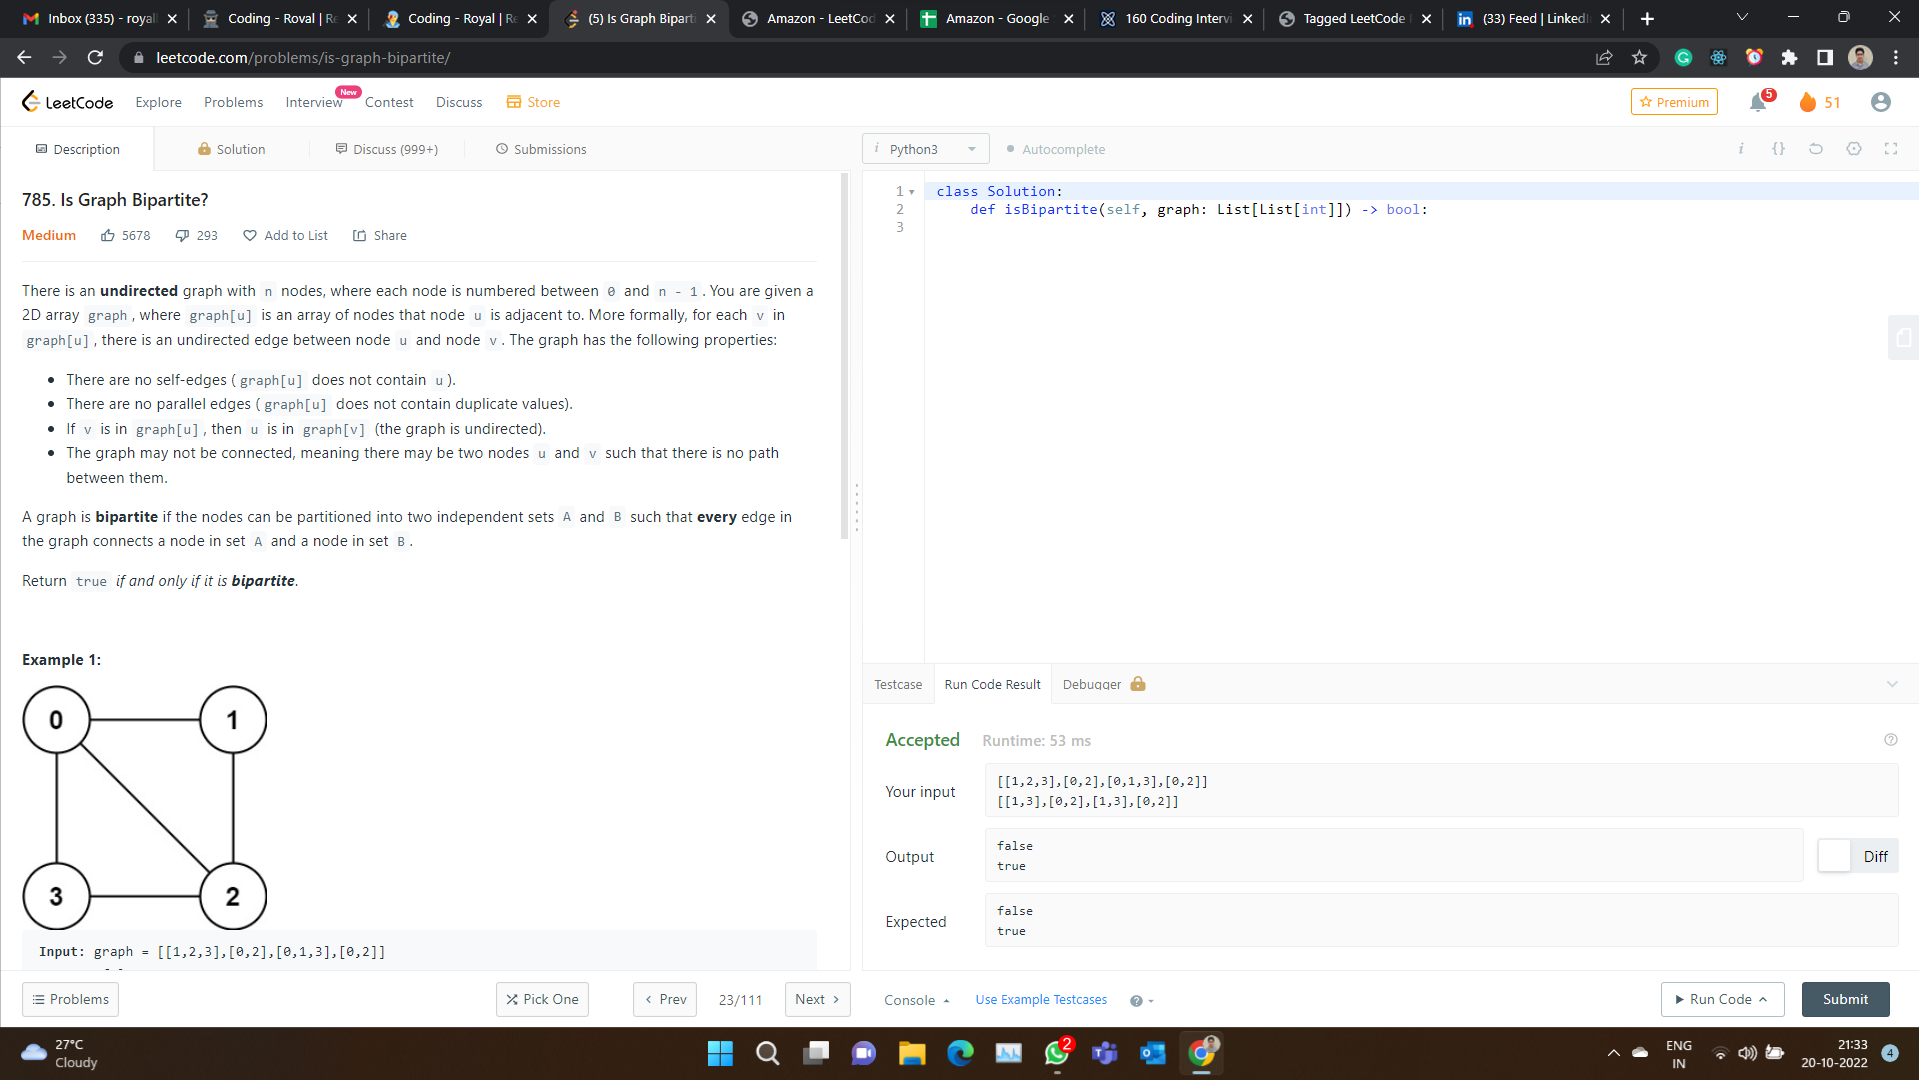 Inbox (335) - royal
Coding - Royal | Re
Coding - Royal | Re
(5) Is Graph Biparti
Amazon - LeetCod
Amazon - Google
160 Coding Intervi
Tagged LeetCode
(33) Feed | LinkedI
leetcode.com/problems/is-graph-bipartite/
LeetCode
Explore
Problems
Interview
New
Contest
Discuss
Store
Premium
5
51
Description
Solution
Discuss (999+)
Submissions
i Python3
Autocomplete
785. Is Graph Bipartite?
Medium
5678
293
Add to List
Share
There is an undirected graph with n nodes, where each node is numbered between 0 and n - 1. You are given a
2D array graph, where graph[u] is an array of nodes that node u is adjacent to. More formally, for each v in
graph[u], there is an undirected edge between node u and node v. The graph has the following properties:
There are no self-edges (graph[u] does not contain u).
There are no parallel edges (graph[u] does not contain duplicate values).
If v is in graph[u], then u is in graph[v] (the graph is undirected).
The graph may not be connected, meaning there may be two nodes u and v such that there is no path
between them.
A graph is bipartite if the nodes can be partitioned into two independent sets A and B such that every edge in
the graph connects a node in set A and a node in set B.
Return true if and only if it is bipartite.
Example 1:
0
1
3
2
Input: graph = [[1,2,3],[0,2],[0,1,3],[0,2]]
Problems
Pick One
Prev
23/111
Next
1 class Solution:
2 def isBipartite(self, graph: List[List[int]]) -> bool:
3
Testcase
Run Code Result
Debugger
Accepted
Runtime: 53 ms
Your input
[[1,2,3],[0,2],[0,1,3],[0,2]]
[[1,3],[0,2],[1,3],[0,2]]
Output
false
true
Diff
Expected
false
true
Console
Use Example Testcases
Run Code
Submit
27°C
Cloudy
2
ENG
IN
21:33
20-10-2022
4